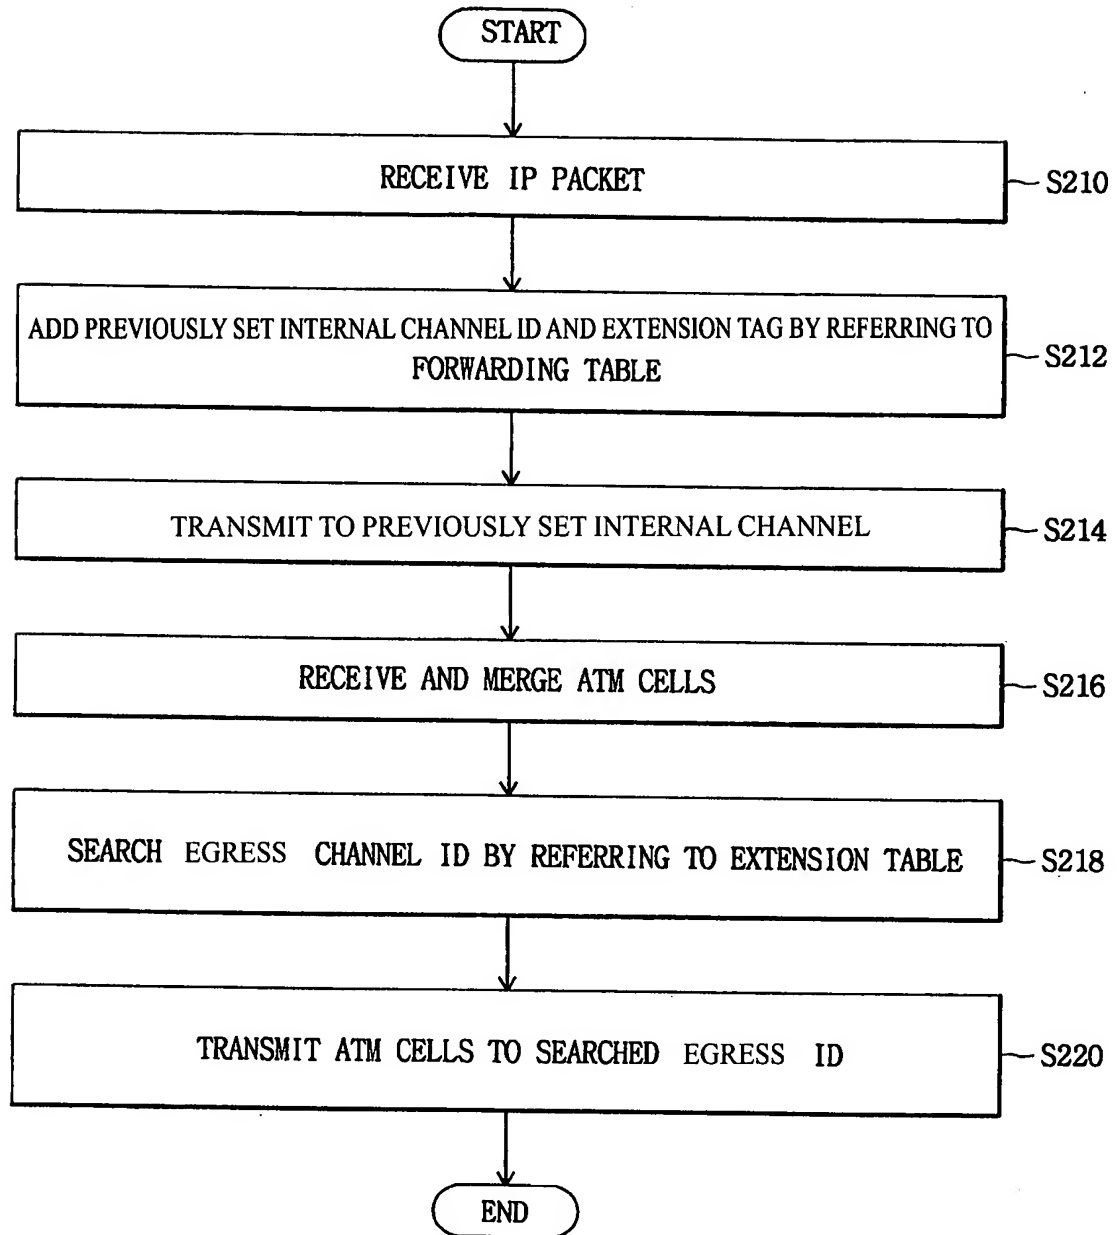 START
RECEIVE IP PACKET
S210
ADD PREVIOUSLY SET INTERNAL CHANNEL ID AND EXTENSION TAG BY REFERRING TO
FORWARDING TABLE
S212
TRANSMIT TO PREVIOUSLY SET INTERNAL CHANNEL
S214
RECEIVE AND MERGE ATM CELLS
S216
SEARCH EGRESS CHANNEL ID BY REFERRING TO EXTENSION TABLE
S218
TRANSMIT ATM CELLS TO SEARCHED EGRESS ID
S220
END